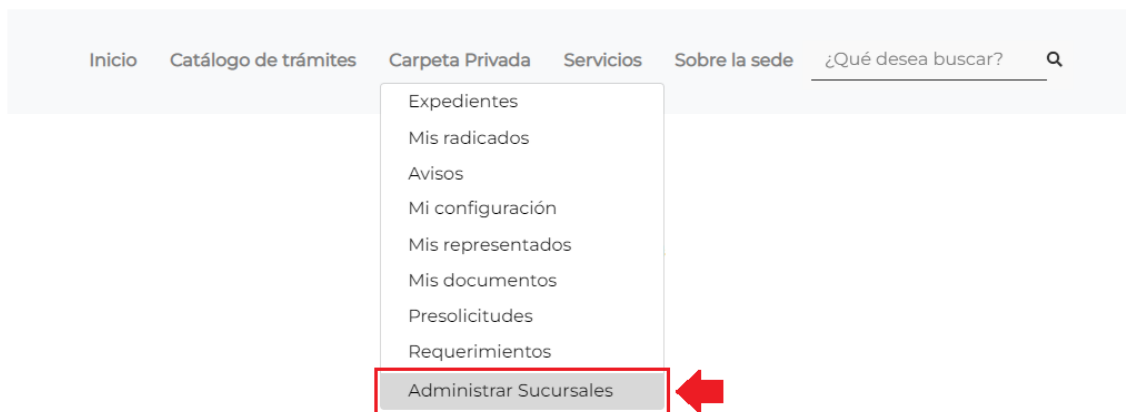 Inicio Catálogo de trámites Carpeta Privada Servicios Sobre la sede ¿Qué desea buscar?
Expedientes
Mis radicados
Avisos
Mi configuración
Mis representados
Mis documentos
Presolicitudes
Requerimientos
Administrar Sucursales